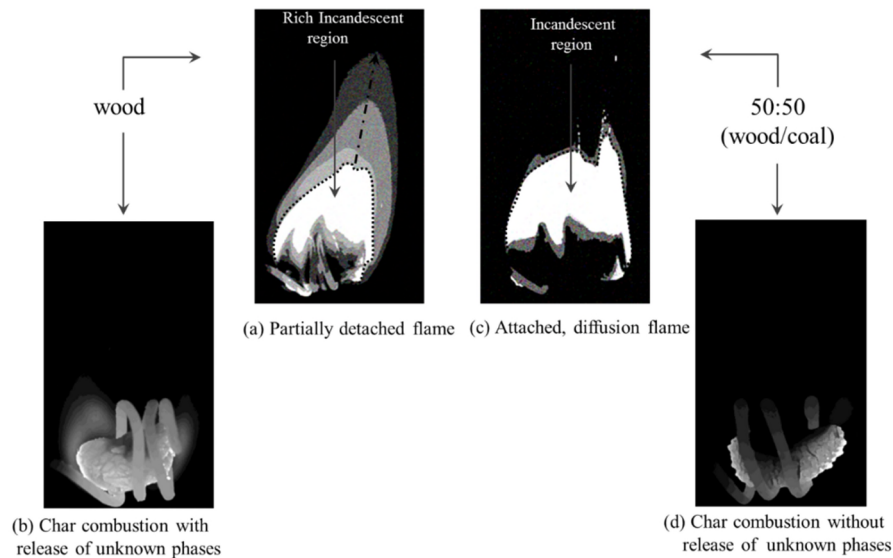 Rich Incandescent
region
Incandescent
region
wood
50:50
(wood/coal)
(a) Partially detached flame
(c) Attached, diffusion flame
(b) Char combustion with
release of unknown phases
(d) Char combustion without
release of unknown phases